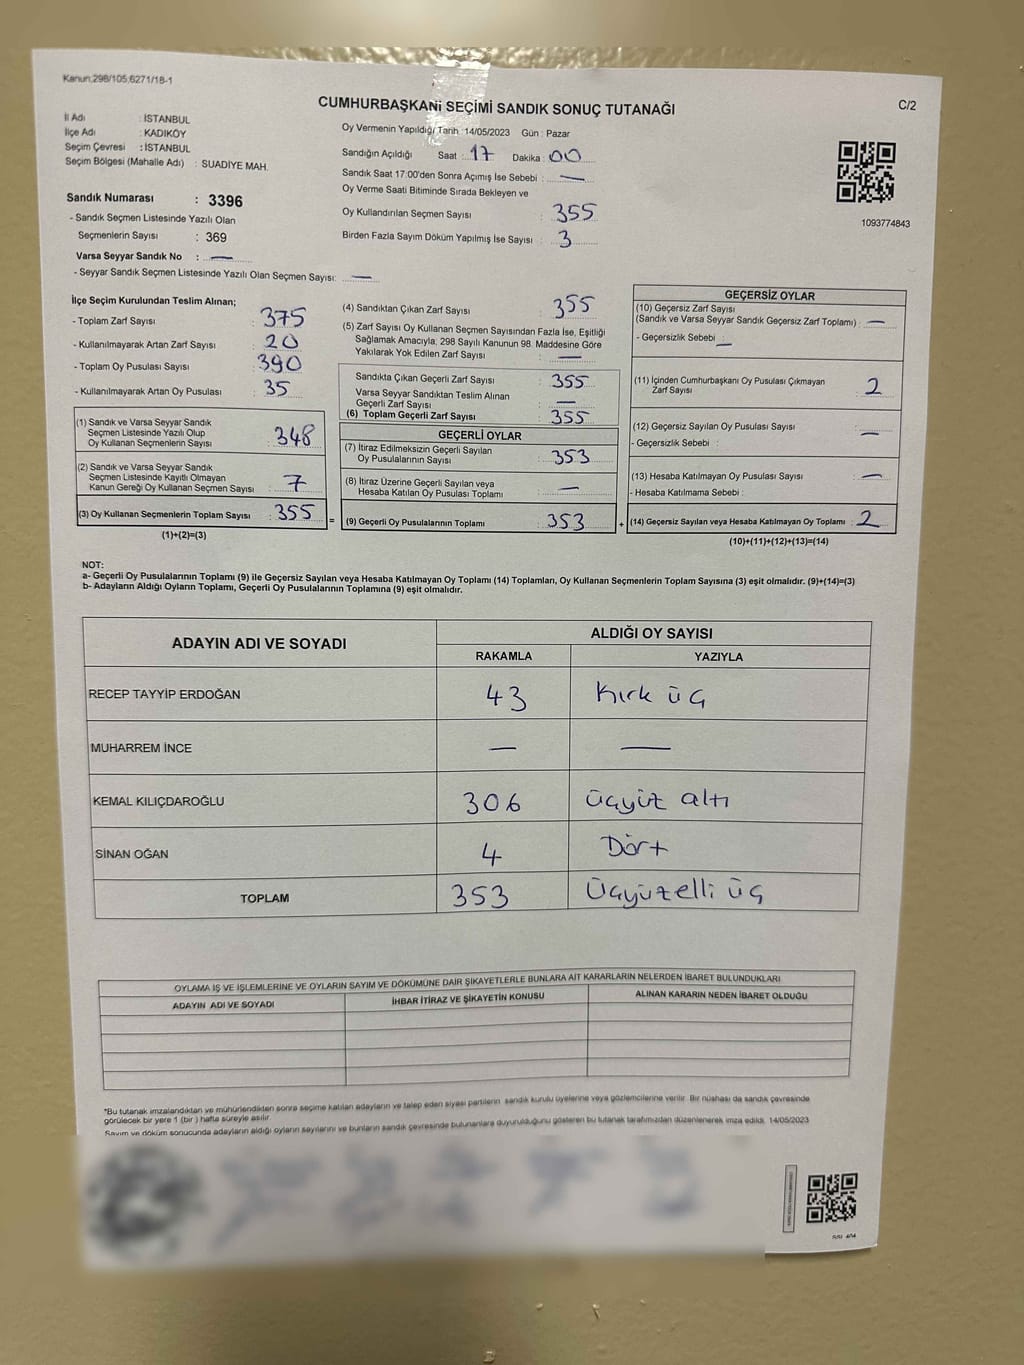 Kanun;298/105;6271/18-1
C/2
CUMHURBAŞKANI SEÇİMİ SANDIK SONUÇ TUTANAĞI
İl Adı : İSTANBUL
İlçe Adı : KADIKÖY
Seçim Çevresi : İSTANBUL
Seçim Bölgesi (Mahalle Adı) : SUADİYE MAH.
Sandık Numarası : 3396
- Sandık Seçmen Listesinde Yazılı Olan
Seçmenlerin Sayısı : 369
Varsa Seyyar Sandık No : —
- Seyyar Sandık Seçmen Listesinde Yazılı Olan Seçmen Sayısı: —
Oy Vermenin Yapıldığı Tarih :14/05/2023 Gün : Pazar
Sandığın Açıldığı Saat : 17 Dakika : 00
Sandık Saat 17:00'den Sonra Açımış İse Sebebi : —
Oy Verme Saati Bitiminde Sırada Bekleyen ve
Oy Kullandırılan Seçmen Sayısı : 355
Birden Fazla Sayım Döküm Yapılmış İse Sayısı : 3
1093774843
İlçe Seçim Kurulundan Teslim Alınan;
- Toplam Zarf Sayısı : 375
- Kullanılmayarak Artan Zarf Sayısı : 20
- Toplam Oy Pusulası Sayısı : 390
- Kullanılmayarak Artan Oy Pusulası : 35
(1) Sandık ve Varsa Seyyar Sandık
Seçmen Listesinde Yazılı Olup
Oy Kullanan Seçmenlerin Sayısı : 348
(2) Sandık ve Varsa Seyyar Sandık
Seçmen Listesinde Kayıtlı Olmayan
Kanun Gereği Oy Kullanan Seçmen Sayısı : 7
(3) Oy Kullanan Seçmenlerin Toplam Sayısı : 355
(1)+(2)=(3)
(4) Sandıktan Çıkan Zarf Sayısı : 355
(5) Zarf Sayısı Oy Kullanan Seçmen Sayısından Fazla İse, Eşitliği
Sağlamak Amacıyla, 298 Sayılı Kanunun 98. Maddesine Göre
Yakılarak Yok Edilen Zarf Sayısı : —
Sandıkta Çıkan Geçerli Zarf Sayısı : 355
Varsa Seyyar Sandıktan Teslim Alınan
Geçerli Zarf Sayısı : —
(6) Toplam Geçerli Zarf Sayısı : 355
GEÇERLİ OYLAR
(7) İtiraz Edilmeksizin Geçerli Sayılan
Oy Pusulalarının Sayısı : 353
(8) İtiraz Üzerine Geçerli Sayılan veya
Hesaba Katılan Oy Pusulası Toplamı : —
= (9) Geçerli Oy Pusulalarının Toplamı : 353 +
GEÇERSİZ OYLAR
(10) Geçersiz Zarf Sayısı
(Sandık ve Varsa Seyyar Sandık Geçersiz Zarf Toplamı) : —
- Geçersizlik Sebebi : —
(11) İçinden Cumhurbaşkanı Oy Pusulası Çıkmayan
Zarf Sayısı : 2
(12) Geçersiz Sayılan Oy Pusulası Sayısı : —
- Geçersizlik Sebebi :
(13) Hesaba Katılmayan Oy Pusulası Sayısı : —
- Hesaba Katılmama Sebebi :
(14) Geçersiz Sayılan veya Hesaba Katılmayan Oy Toplamı : 2
(10)+(11)+(12)+(13)=(14)
NOT:
a- Geçerli Oy Pusulalarının Toplamı (9) ile Geçersiz Sayılan veya Hesaba Katılmayan Oy Toplamı (14) Toplamları, Oy Kullanan Seçmenlerin Toplam Sayısına (3) eşit olmalıdır. (9)+(14)=(3)
b- Adayların Aldığı Oyların Toplamı, Geçerli Oy Pusulalarının Toplamına (9) eşit olmalıdır.
ADAYIN ADI VE SOYADI ALDIĞI OY SAYISI
RAKAMLA YAZIYLA
RECEP TAYYİP ERDOĞAN 43 Kırk üç
MUHARREM İNCE — —
KEMAL KILIÇDAROĞLU 306 üçyüz altı
SİNAN OĞAN 4 Dört
TOPLAM 353 Üçyüzelli üç
OYLAMA İŞ VE İŞLEMLERİNE VE OYLARIN SAYIM VE DÖKÜMÜNE DAİR ŞİKAYETLERLE BUNLARA AİT KARARLARIN NELERDEN İBARET BULUNDUKLARI
ADAYIN ADI VE SOYADI İHBAR İTİRAZ VE ŞİKAYETİN KONUSU ALINAN KARARIN NEDEN İBARET OLDUĞU
*Bu tutanak imzalandıktan ve mühürlendikten sonra seçime katılan adayların ve talep eden siyasi partilerin sandık kurulu üyelerine veya gözlemcilerine verilir. Bir nüshası da sandık çevresinde
görülecek bir yere 1 (bir ) hafta süreyle asılır.
Sayım ve döküm sonucunda adayların aldığı oyların sayılarını ve bunların sandık çevresinde bulunanlara duyurulduğunu gösteren bu tutanak tarafımızdan düzenlenerek imza edildi. 14/05/2023